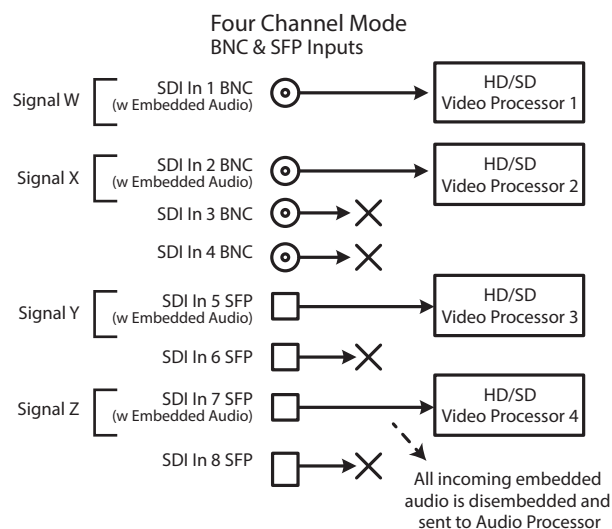 Four Channel Mode
BNC & SFP Inputs
Signal W
SDI In 1 BNC
(w Embedded Audio)
HD/SD
Video Processor 1
Signal X
SDI In 2 BNC
(w Embedded Audio)
HD/SD
Video Processor 2
SDI In 3 BNC
SDI In 4 BNC
Signal Y
SDI In 5 SFP
(w Embedded Audio)
HD/SD
Video Processor 3
SDI In 6 SFP
Signal Z
SDI In 7 SFP
(w Embedded Audio)
HD/SD
Video Processor 4
SDI In 8 SFP
All incoming embedded
audio is disembedded and
sent to Audio Processor